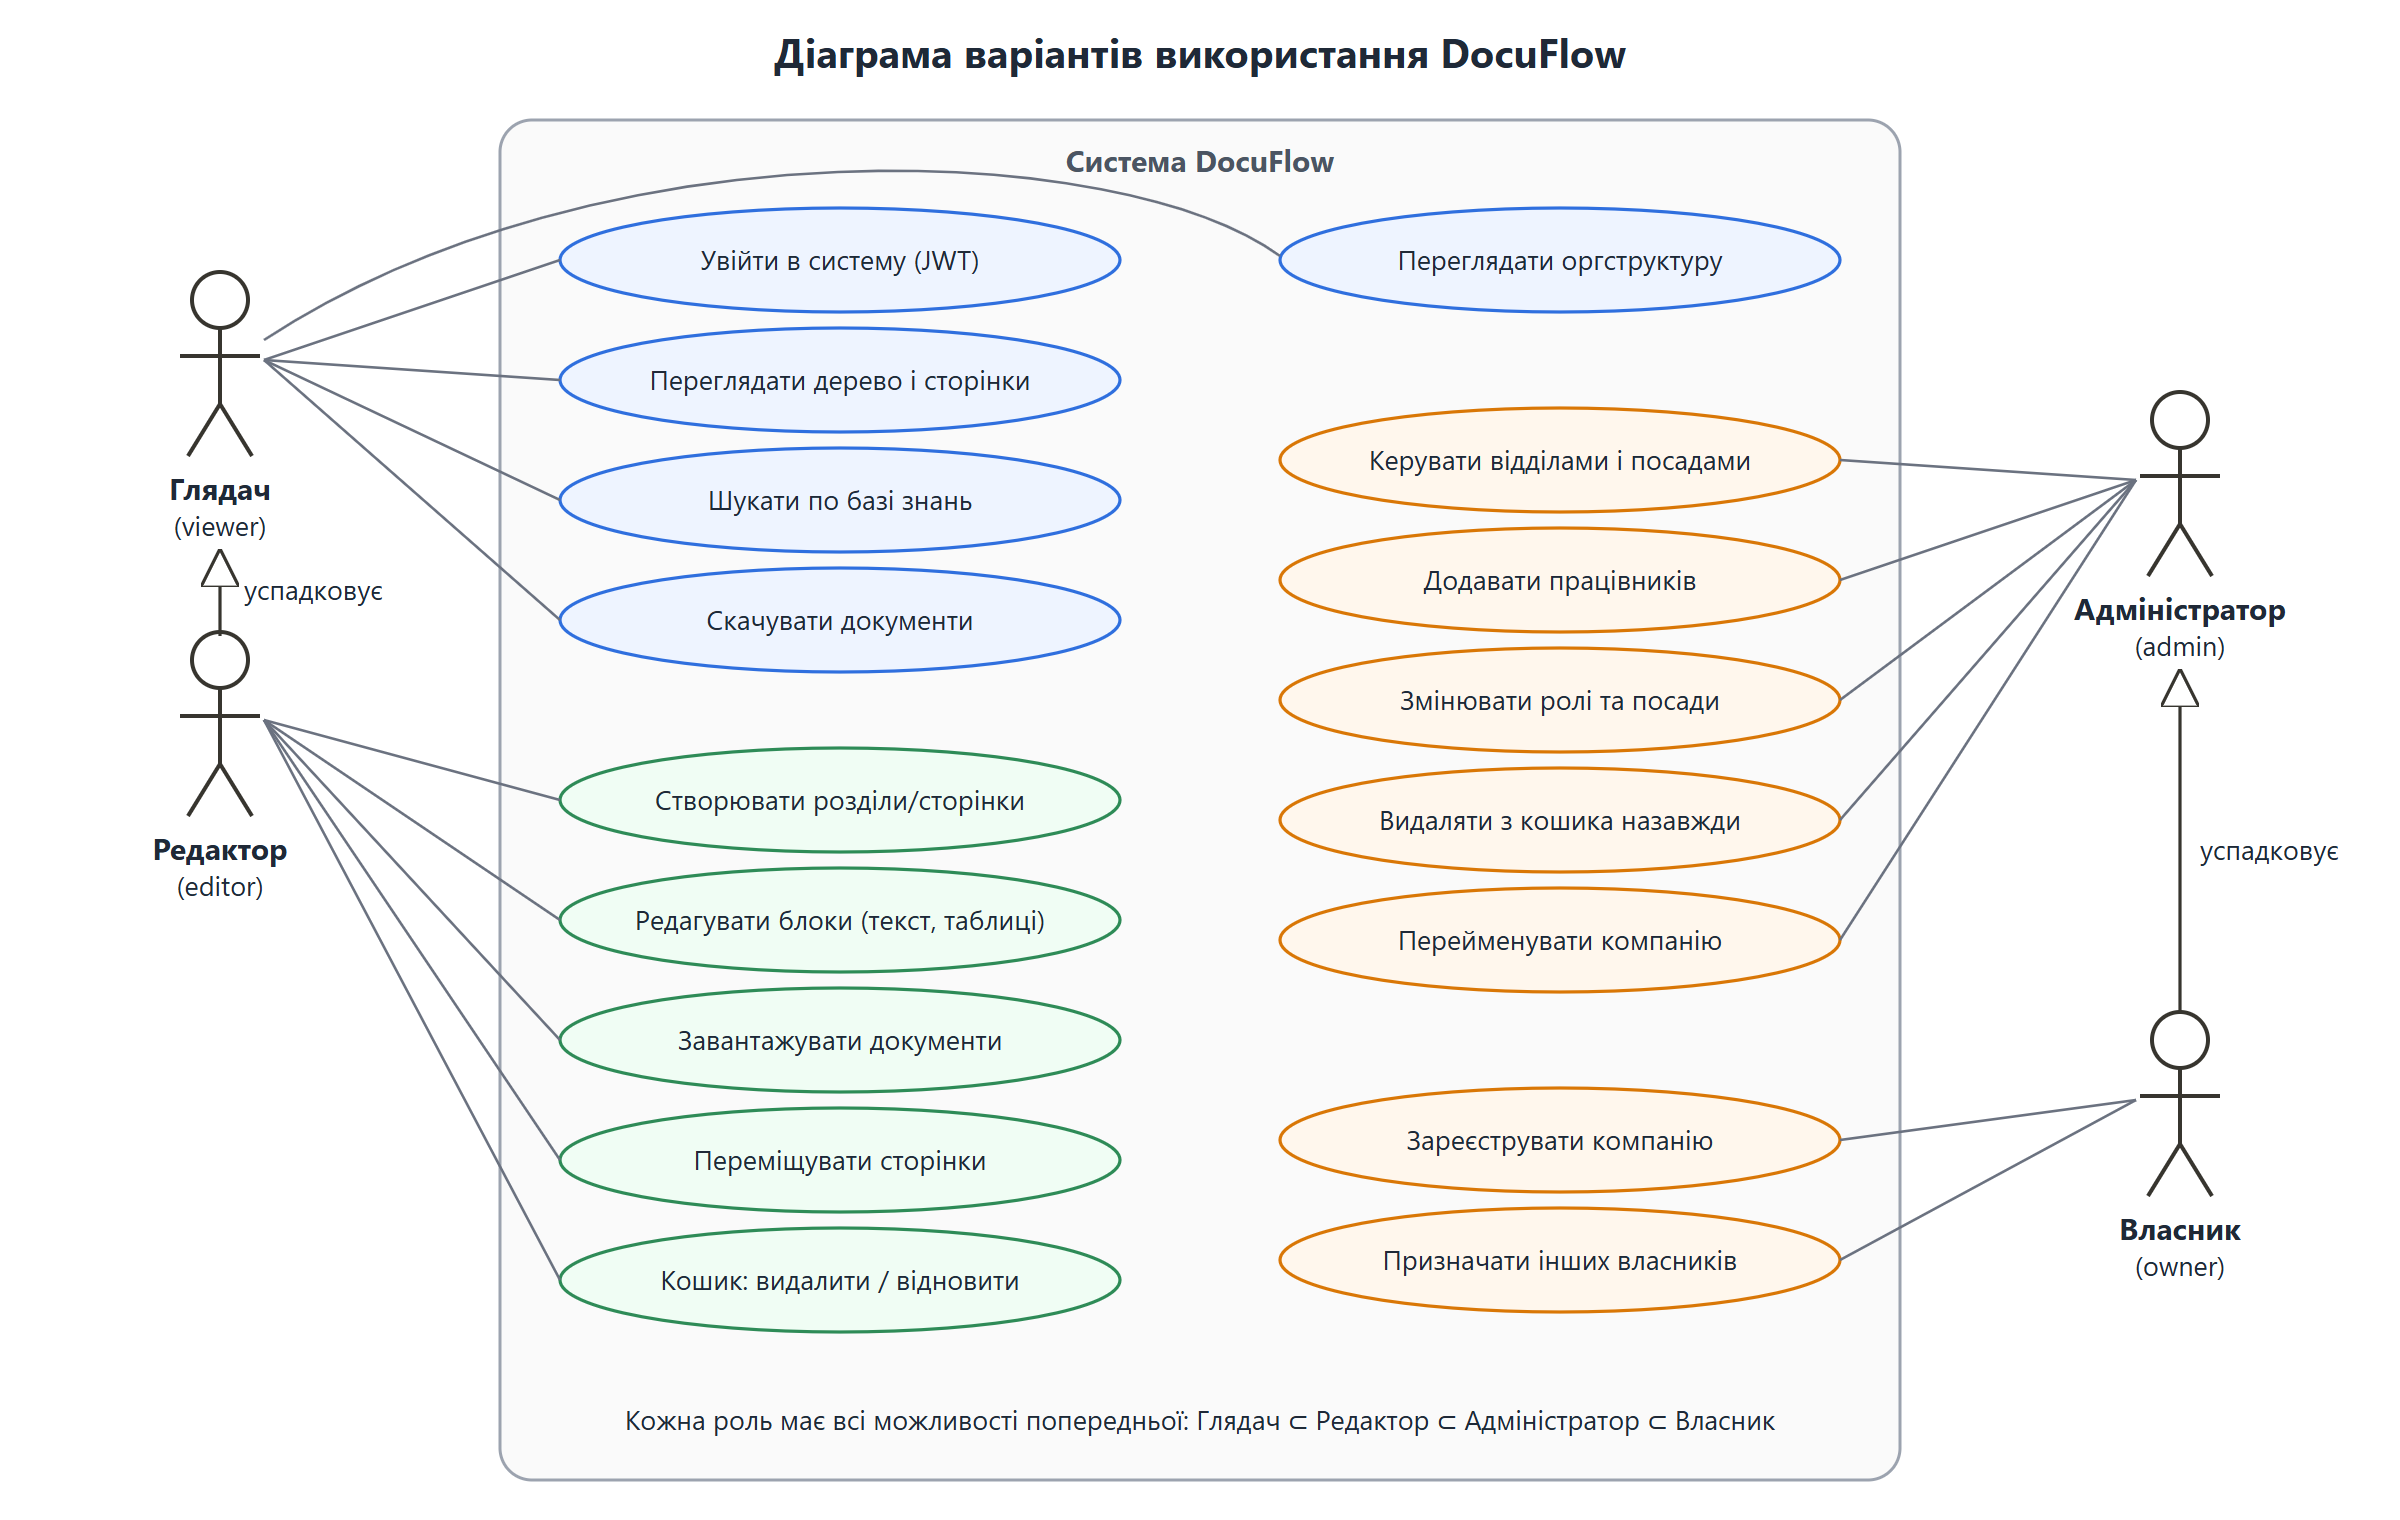 Діаграма варіантів використання DocuFlow
Система DocuFlow
Увійти в систему (JWT)
Переглядати оргструктуру
Переглядати дерево і сторінки
Керувати відділами і посадами
Глядач
(viewer)
Шукати по базі знань
успадковує
Додавати працівників
Адміністратор
(admin)
Скачувати документи
Змінювати ролі та посади
Створювати розділи/сторінки
Видаляти з кошика назавжди
Редактор
(editor)
успадковує
Редагувати блоки (текст, таблиці)
Перейменувати компанію
Завантажувати документи
Зареєструвати компанію
Переміщувати сторінки
Власник
(owner)
Призначати інших власників
Кошик: видалити / відновити
Кожна роль має всі можливості попередньої: Глядач ⊂ Редактор ⊂ Адміністратор ⊂ Власник